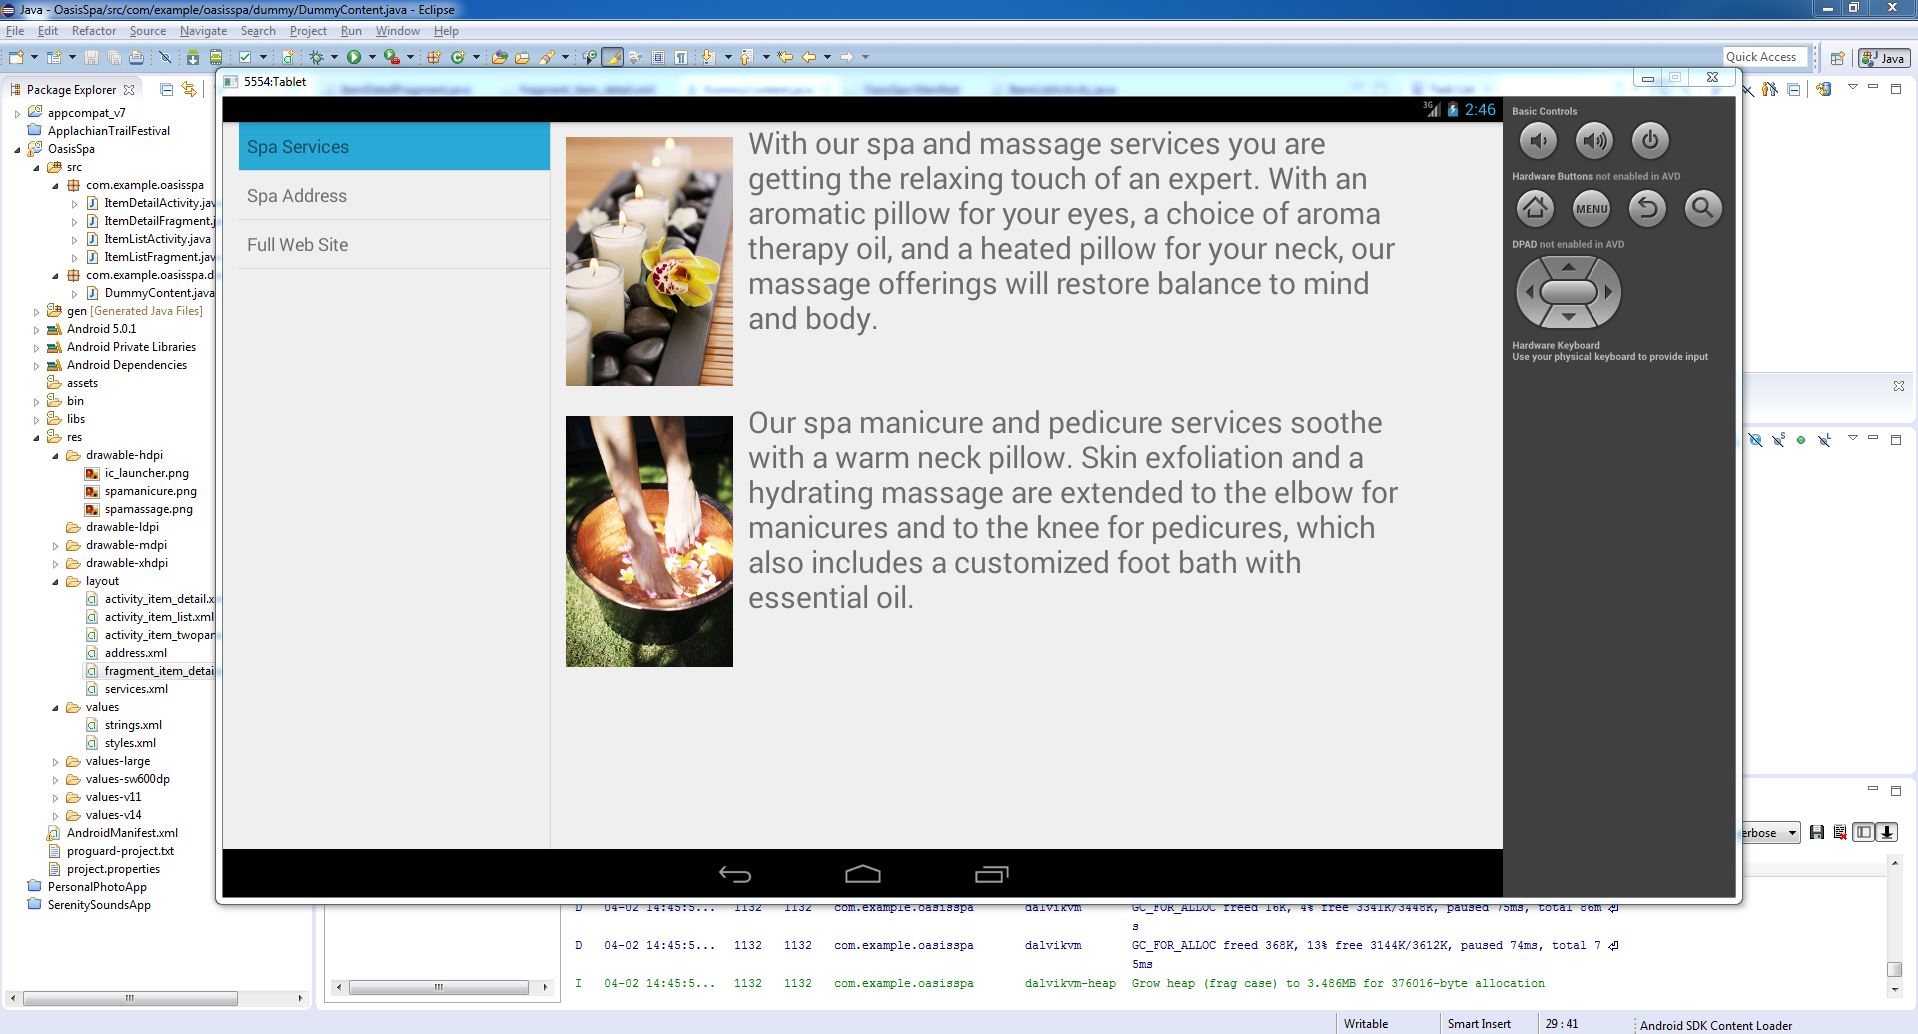 Java - OasisSpa/src/com/example/oasisspa/dummy/DummyContent.java - Eclipse
File Edit Refactor Source Navigate Search Project Run Window Help
Quick Access
Java
Package Explorer
5554:Tablet
appcompat_v7
ApplachianTrailFestival
OasisSpa
src
com.example.oasisspa
ItemDetailActivity.jav
ItemDetailFragment.j
ItemListActivity.java
ItemListFragment.jav
com.example.oasisspa.d
DummyContent.java
gen [Generated Java Files]
Android 5.0.1
Android Private Libraries
Android Dependencies
assets
bin
libs
res
drawable-hdpi
ic_launcher.png
spamanicure.png
spamassage.png
drawable-ldpi
drawable-mdpi
drawable-xhdpi
layout
activity_item_detail.x
activity_item_list.xml
activity_item_twopan
address.xml
fragment_item_detai
services.xml
values
strings.xml
styles.xml
values-large
values-sw600dp
values-v11
values-v14
AndroidManifest.xml
proguard-project.txt
project.properties
PersonalPhotoApp
SerenitySoundsApp
3G 2:46
Spa Services
Spa Address
Full Web Site
With our spa and massage services you are
getting the relaxing touch of an expert. With an
aromatic pillow for your eyes, a choice of aroma
therapy oil, and a heated pillow for your neck, our
massage offerings will restore balance to mind
and body.
Our spa manicure and pedicure services soothe
with a warm neck pillow. Skin exfoliation and a
hydrating massage are extended to the elbow for
manicures and to the knee for pedicures, which
also includes a customized foot bath with
essential oil.
Basic Controls
Hardware Buttons not enabled in AVD
MENU
DPAD not enabled in AVD
Hardware Keyboard
Use your physical keyboard to provide input
erbose
D 04-02 14:45:5... 1132 1132 com.example.oasisspa dalvikvm GC_FOR_ALLOC freed 16K, 4% free 3341K/3448K, paused 75ms, total 86m
s
D 04-02 14:45:5... 1132 1132 com.example.oasisspa dalvikvm GC_FOR_ALLOC freed 368K, 13% free 3144K/3612K, paused 74ms, total 7
5ms
I 04-02 14:45:5... 1132 1132 com.example.oasisspa dalvikvm-heap Grow heap (frag case) to 3.486MB for 376016-byte allocation
Writable Smart Insert 29 : 41 Android SDK Content Loader